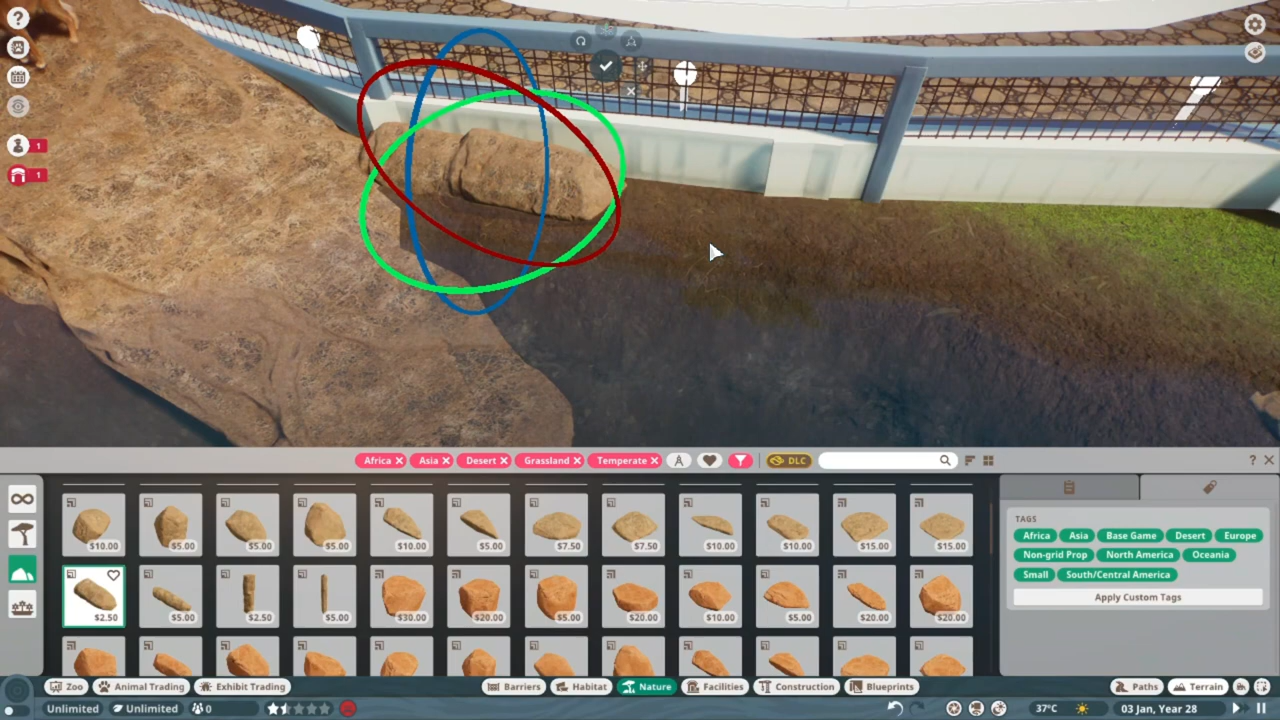 ?
1
1
Africa ✕ Asia ✕ Desert ✕ Grassland ✕ Temperate ✕ DLC ? ✕
$10.00 $5.00 $5.00 $5.00 $10.00 $5.00 $7.50 $7.50 $10.00 $10.00 $15.00 $15.00
$2.50 $5.00 $2.50 $5.00 $30.00 $20.00 $5.00 $20.00 $10.00 $5.00 $20.00 $20.00
TAGS
Africa Asia Base Game Desert Europe
Non-grid Prop North America Oceania
Small South/Central America
Apply Custom Tags
Zoo Animal Trading Exhibit Trading Barriers Habitat Nature Facilities Construction Blueprints Paths Terrain
Unlimited Unlimited 0 37°C 03 Jan, Year 28